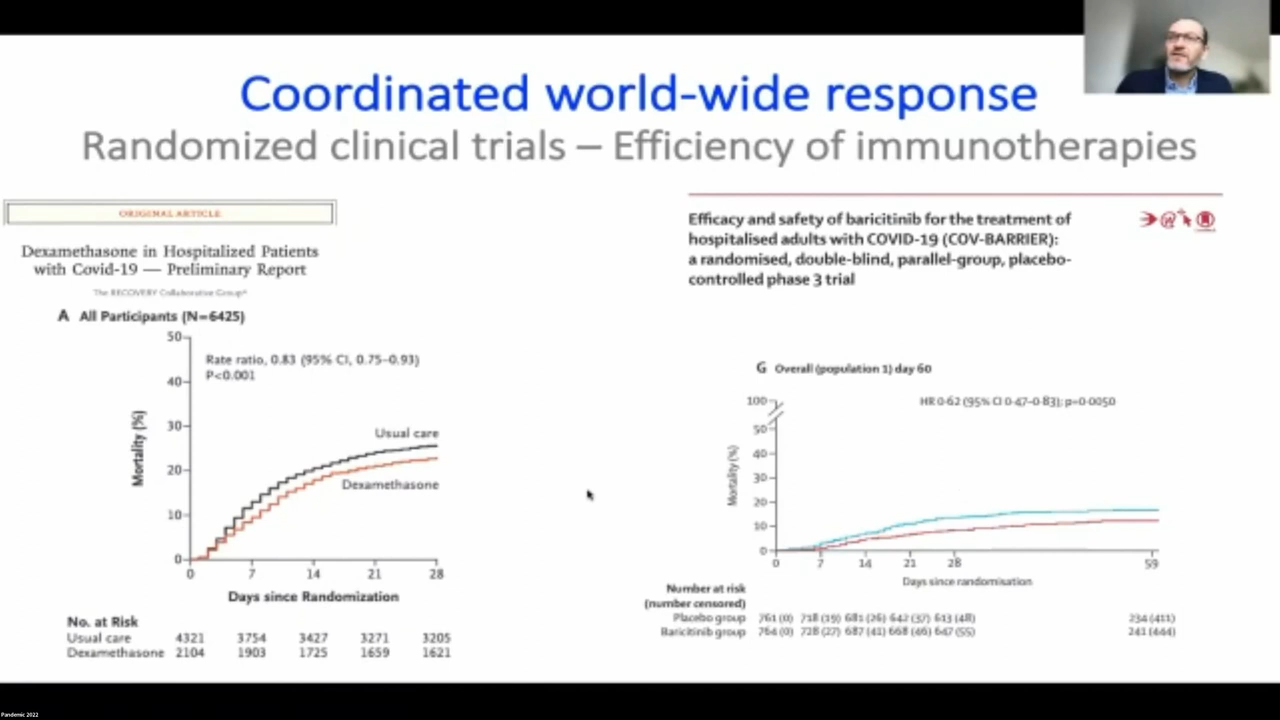 Coordinated world-wide response
Randomized clinical trials – Efficiency of immunotherapies
ORIGINAL ARTICLE
Dexamethasone in Hospitalized Patients
with Covid-19 — Preliminary Report
The RECOVERY Collaborative Group*
A All Participants (N=6425)
50
40
30
20
10
0
Mortality (%)
Rate ratio, 0.83 (95% CI, 0.75–0.93)
P<0.001
Usual care
Dexamethasone
0 7 14 21 28
Days since Randomization
No. at Risk
Usual care 4321 3754 3427 3271 3205
Dexamethasone 2104 1903 1725 1659 1621
Efficacy and safety of baricitinib for the treatment of
hospitalised adults with COVID-19 (COV-BARRIER):
a randomised, double-blind, parallel-group, placebo-
controlled phase 3 trial
G Overall (population 1) day 60
HR 0·62 (95% CI 0·47–0·83); p=0·0050
100
50
40
30
20
10
0
Mortality (%)
0 7 14 21 28 59
Days since randomisation
Number at risk
(number censored)
Placebo group 761 (0) 718 (19) 681 (26) 642 (37) 613 (48) 234 (411)
Baricitinib group 764 (0) 728 (27) 687 (41) 668 (46) 647 (55) 241 (444)
Pandemic 2022